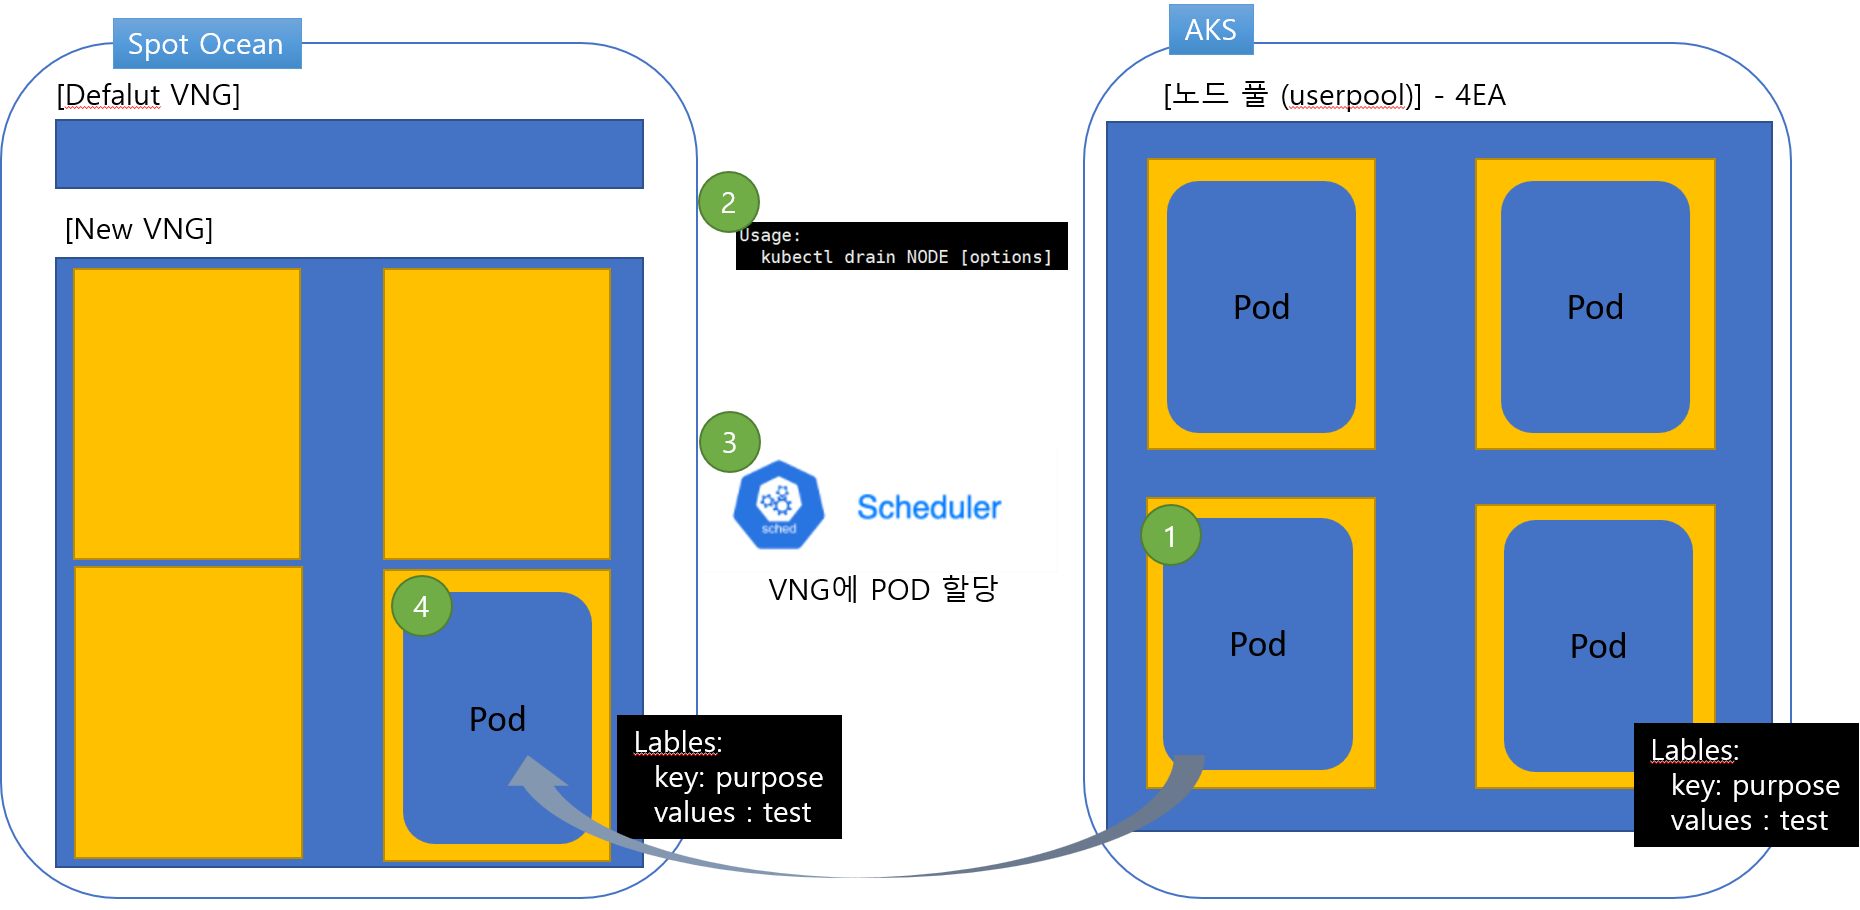 Spot Ocean
[Defalut VNG]
[New VNG]
4
Pod
Lables:
key: purpose
values : test
2
Usage:
kubectl drain NODE [options]
3
sched
Scheduler
VNG에 POD 할당
AKS
[노드 풀 (userpool)] - 4EA
Pod
Pod
1
Pod
Pod
Lables:
key: purpose
values : test